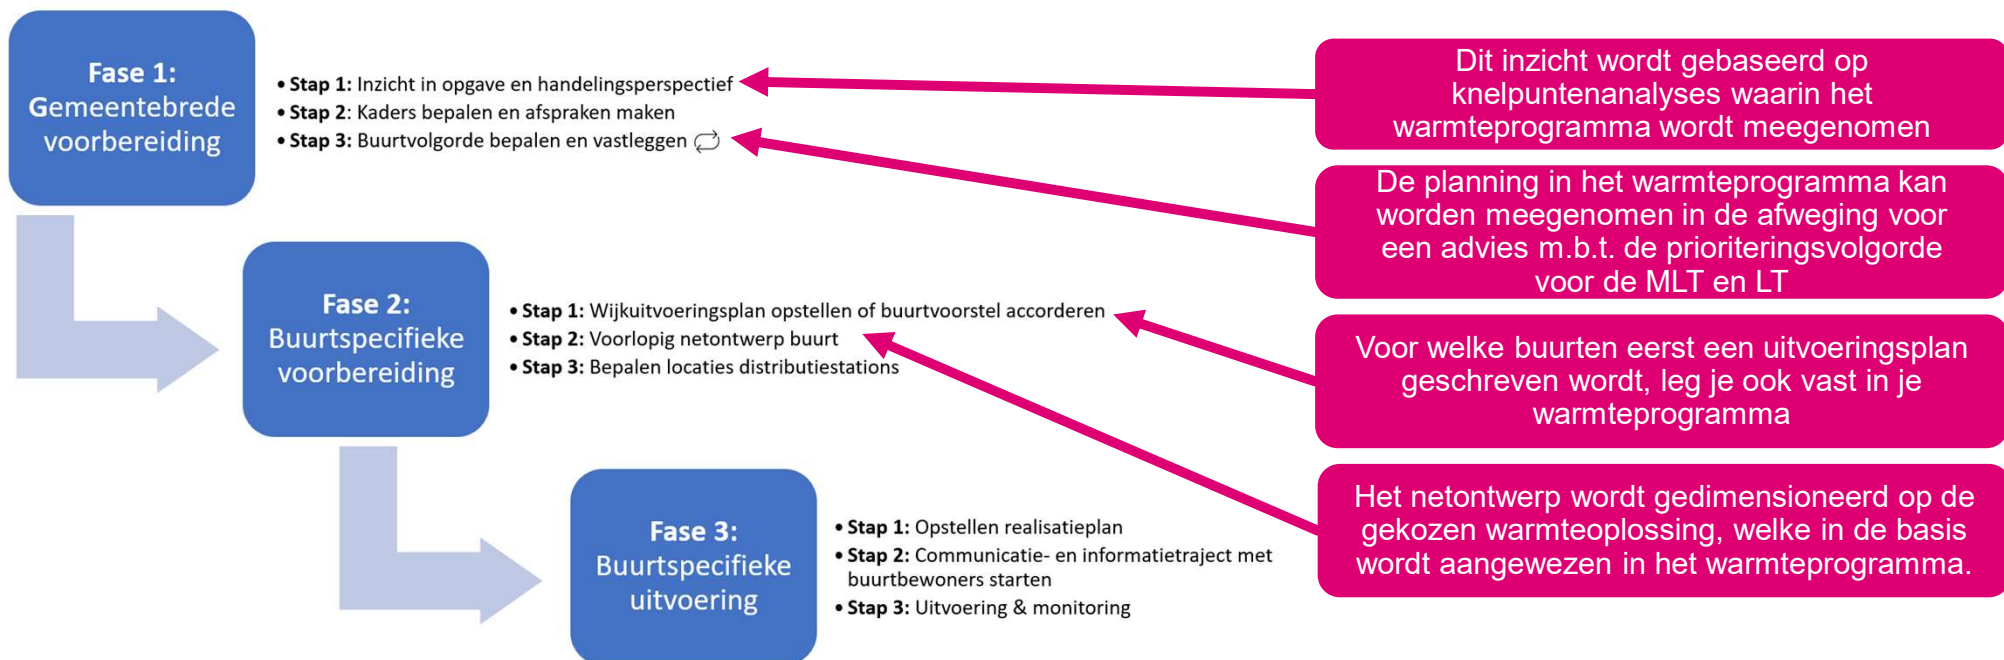 Fase 1:
Gemeentebrede
voorbereiding
• Stap 1: Inzicht in opgave en handelingsperspectief
• Stap 2: Kaders bepalen en afspraken maken
• Stap 3: Buurtvolgorde bepalen en vastleggen
Dit inzicht wordt gebaseerd op
knelpuntenanalyses waarin het
warmteprogramma wordt meegenomen
De planning in het warmteprogramma kan
worden meegenomen in de afweging voor
een advies m.b.t. de prioriteringsvolgorde
voor de MLT en LT
Fase 2:
Buurtspecifieke
voorbereiding
• Stap 1: Wijkuitvoeringsplan opstellen of buurtvoorstel accorderen
• Stap 2: Voorlopig netontwerp buurt
• Stap 3: Bepalen locaties distributiestations
Voor welke buurten eerst een uitvoeringsplan
geschreven wordt, leg je ook vast in je
warmteprogramma
Het netontwerp wordt gedimensioneerd op de
gekozen warmteoplossing, welke in de basis
wordt aangewezen in het warmteprogramma.
Fase 3:
Buurtspecifieke
uitvoering
• Stap 1: Opstellen realisatieplan
• Stap 2: Communicatie- en informatietraject met
buurtbewoners starten
• Stap 3: Uitvoering & monitoring